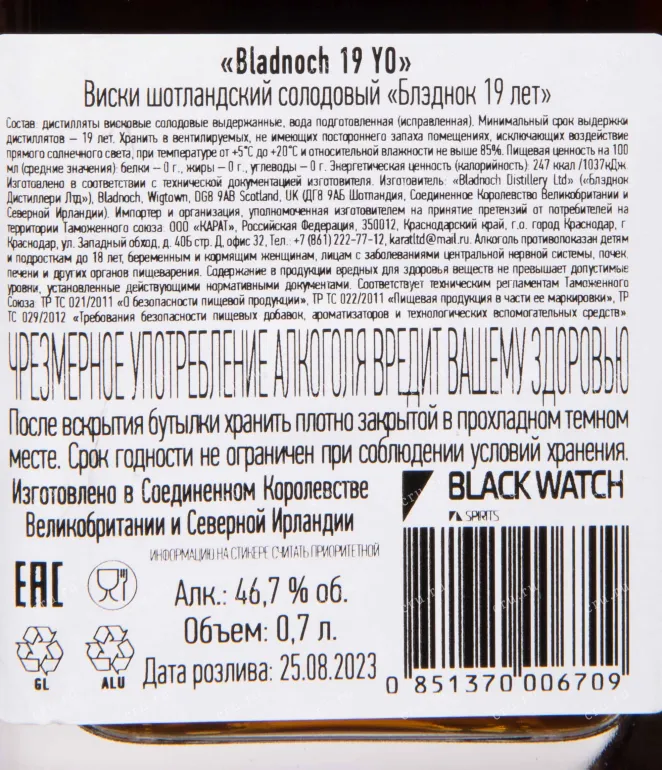 «Bladnoch 19 YO»
Виски шотландский солодовый «Блэднок 19 лет»
Состав: дистилляты висковые солодовые выдержанные, вода подготовленная (исправленная). Минимальный срок выдержки
дистиллятов – 19 лет. Хранить в вентилируемых, не имеющих постороннего запаха помещениях, исключающих воздействие
прямого солнечного света, при температуре от +5°С до +20°С и относительной влажности не выше 85%. Пищевая ценность на 100
мл (средние значения): белки – 0 г., жиры – 0 г., углеводы – 0 г. Энергетическая ценность (калорийность): 247 ккал /1037кДж.
Изготовлено в соответствии с технической документацией изготовителя. Изготовитель: «Bladnoch Distillery Ltd» («Блэднок
Дистиллери Лтд»), Bladnoch, Wigtown, DG8 9AB Scotland, UK (ДГ8 9АБ Шотландия, Соединенное Королевство Великобритании и
Северной Ирландии). Импортер и организация, уполномоченная изготовителем на принятие претензий от потребителей на
территории Таможенного союза: ООО «КАРАТ», Российская Федерация, 350012, Краснодарский край, г.о. город Краснодар, г
Краснодар, ул. Западный обход, д. 40Б стр. Д, офис 32, Тел.: +7 (861) 222-77-12, karatltd@mail.ru. Алкоголь противопоказан детям
и подросткам до 18 лет, беременным и кормящим женщинам, лицам с заболеваниями центральной нервной системы, почек,
печени и других органов пищеварения. Содержание в продукции вредных для здоровья веществ не превышает допустимые
уровни, установленные действующими нормативными документами. Соответствует техническим регламентам Таможенного
Союза: ТР ТС 021/2011 «О безопасности пищевой продукции», ТР ТС 022/2011 «Пищевая продукция в части ее маркировки», ТР
ТС 029/2012 «Требования безопасности пищевых добавок, ароматизаторов и технологических вспомогательных средств»
ЧРЕЗМЕРНОЕ УПОТРЕБЛЕНИЕ АЛКОГОЛЯ ВРЕДИТ ВАШЕМУ ЗДОРОВЬЮ
После вскрытия бутылки хранить плотно закрытой в прохладном темном
месте. Срок годности не ограничен при соблюдении условий хранения.
Изготовлено в Соединенном Королевстве
Великобритании и Северной Ирландии
BLACK WATCH
SPIRITS
ИНФОРМАЦИЮ НА СТИКЕРЕ СЧИТАТЬ ПРИОРИТЕТНОЙ
EAC
Алк.: 46,7 % об.
Объем: 0,7 л.
GL
ALU
Дата розлива: 25.08.2023
0 851370 006709